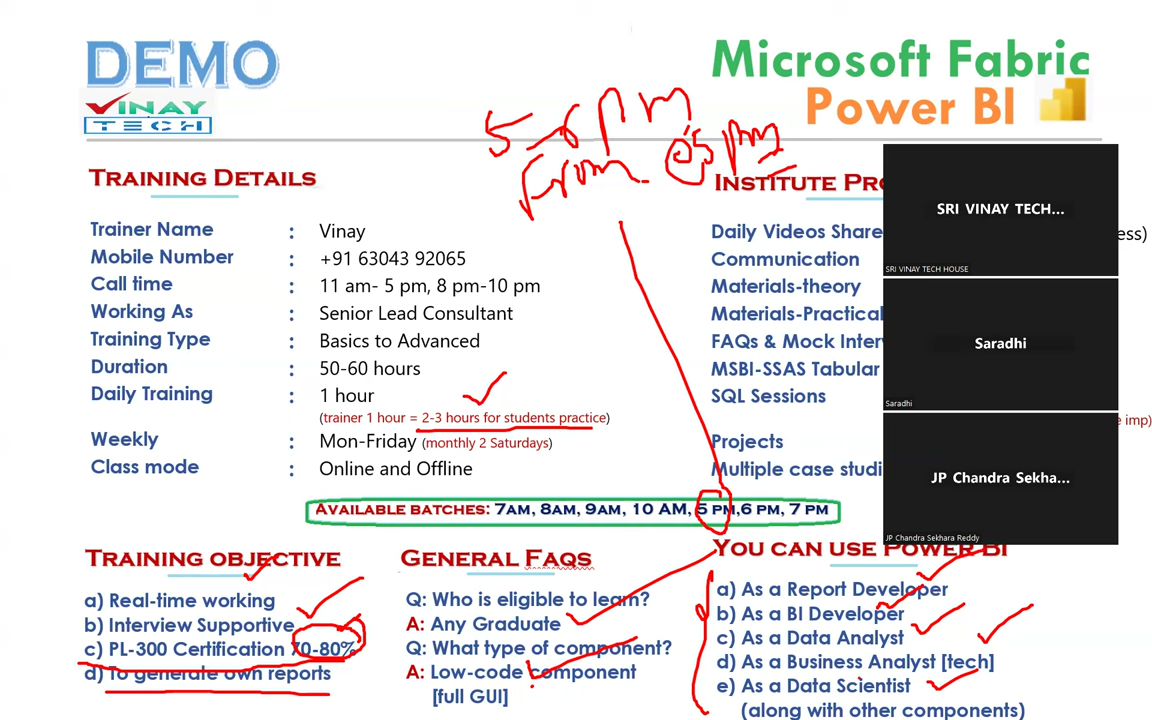 DEMO
Microsoft Fabric
Power BI
VINAY
TECH
5
pm
From 05 pm
TRAINING DETAILS
INSTITUTE PRO
Trainer Name : Vinay
Mobile Number : +91 63043 92065
Call time : 11 am- 5 pm, 8 pm-10 pm
Working As : Senior Lead Consultant
Training Type : Basics to Advanced
Duration : 50-60 hours
Daily Training : 1 hour
(trainer 1 hour = 2-3 hours for students practice)
Weekly : Mon-Friday (monthly 2 Saturdays)
Class mode : Online and Offline
Daily Videos Share
ess)
Communication
Materials-theory
Materials-Practical
FAQs & Mock Inter
MSBI-SSAS Tabular
SQL Sessions
e imp)
Projects
Multiple case studi
SRI VINAY TECH...
SRI VINAY TECH HOUSE
Saradhi
Saradhi
JP Chandra Sekha...
JP Chandra Sekhara Reddy
AVAILABLE BATCHES: 7AM, 8AM, 9AM, 10 AM, 5 PM,6 PM, 7 PM
TRAINING OBJECTIVE
a) Real-time working
b) Interview Supportive
c) PL-300 Certification 70-80%
d) To generate own reports
GENERAL FAQS
Q: Who is eligible to learn?
A: Any Graduate
Q: What type of component?
A: Low-code component
[full GUI]
YOU CAN USE POWER BI
a) As a Report Developer
b) As a BI Developer
c) As a Data Analyst
d) As a Business Analyst [tech]
e) As a Data Scientist
(along with other components)